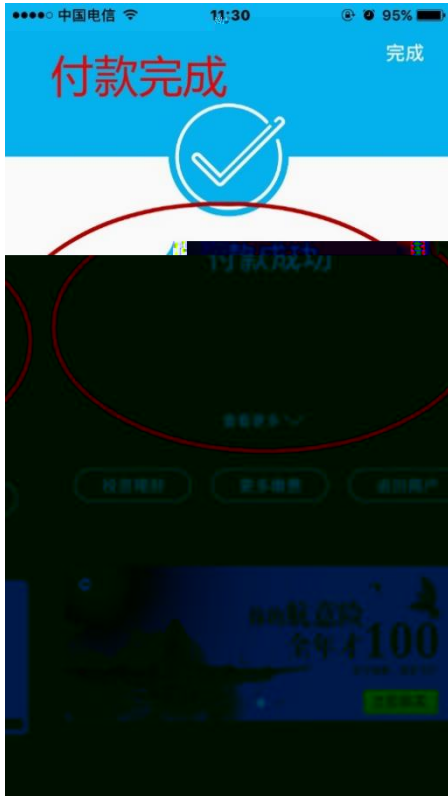 中国电信 11:30 95%
完成
付款完成
付款成功
查看更多
投资理财 更多缴费 返回商户
航意险
全年才100